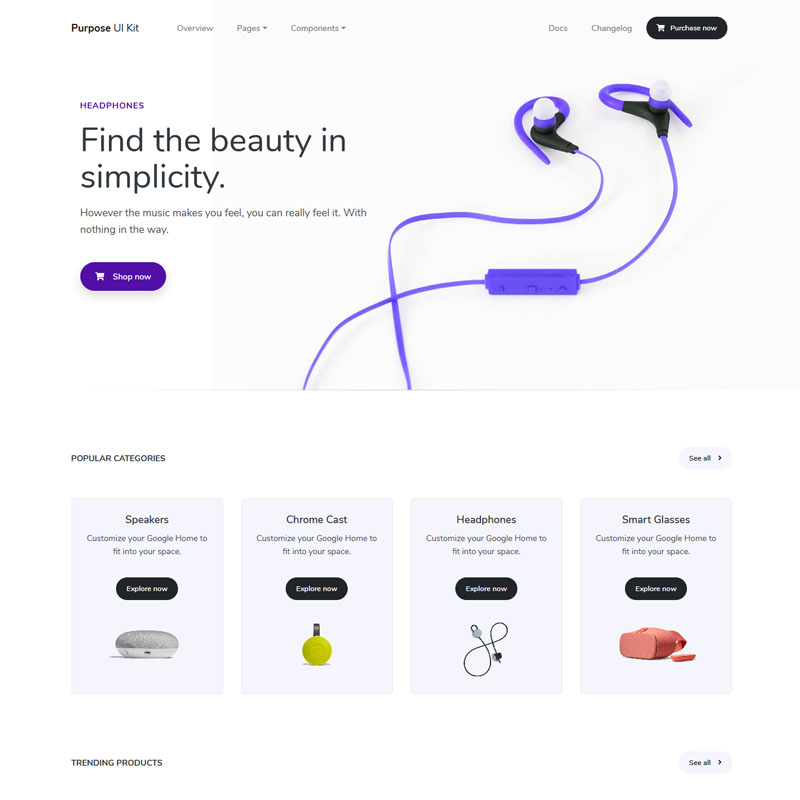 Purpose UI Kit Overview Pages Components Docs Changelog Purchase now
HEADPHONES
Find the beauty in
simplicity.
However the music makes you feel, you can really feel it. With
nothing in the way.
Shop now
POPULAR CATEGORIES See all
Speakers
Customize your Google Home to
fit into your space.
Explore now
Chrome Cast
Customize your Google Home to
fit into your space.
Explore now
Headphones
Customize your Google Home to
fit into your space.
Explore now
Smart Glasses
Customize your Google Home to
fit into your space.
Explore now
TRENDING PRODUCTS See all